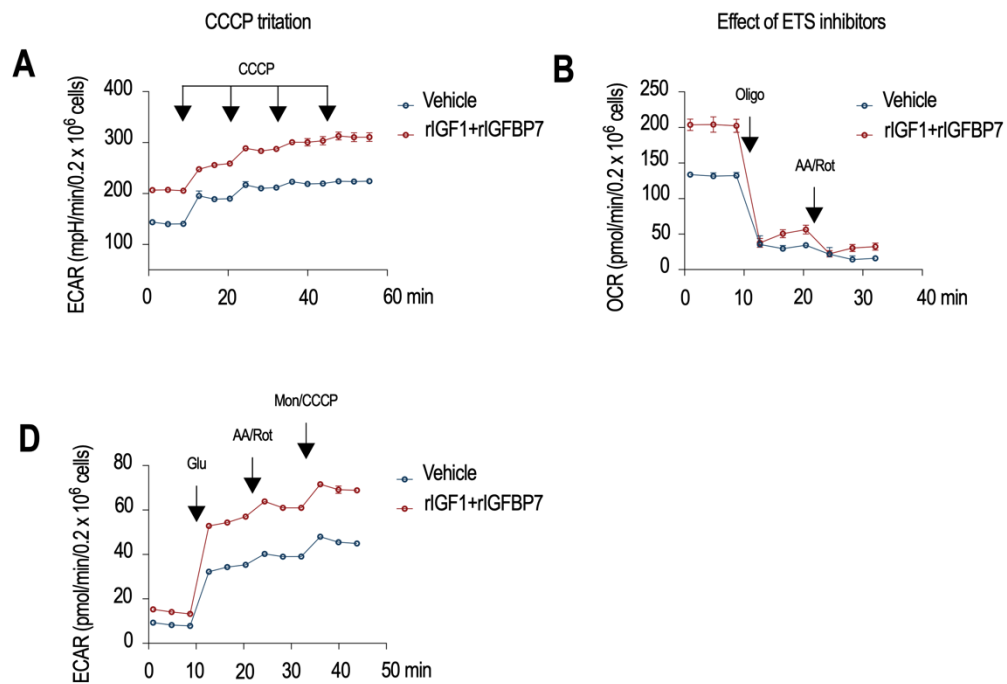 CCCP tritation
Effect of ETS inhibitors
A
ECAR (mpH/min/0.2 x 10⁶ cells)
400
300
200
100
0 20 40 60 min
CCCP
Vehicle
rIGF1+rIGFBP7
B
OCR (pmol/min/0.2 x 10⁶ cells)
250
200
150
100
50
0
0 10 20 30 40 min
Oligo
AA/Rot
Vehicle
rIGF1+rIGFBP7
D
ECAR (pmol/min/0.2 x 10⁶ cells)
80
60
40
20
0
0 10 20 30 40 50 min
Glu
AA/Rot
Mon/CCCP
Vehicle
rIGF1+rIGFBP7